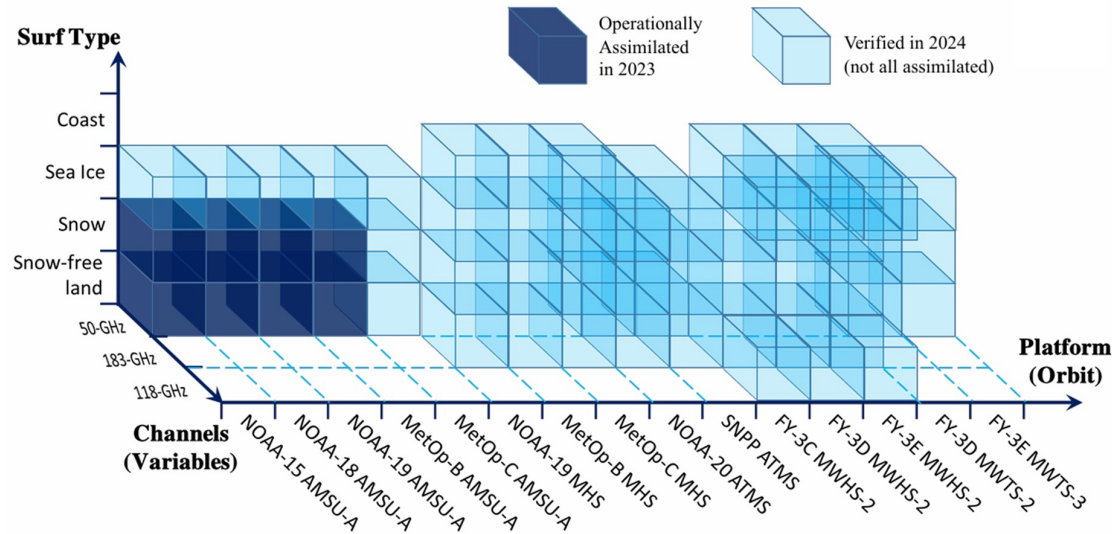 Surf Type
Operationally
Assimilated
in 2023
Verified in 2024
(not all assimilated)
Coast
Sea Ice
Snow
Snow-free
land
50-GHz
183-GHz
118-GHz
Platform
(Orbit)
Channels
(Variables)
NOAA-15 AMSU-A
NOAA-18 AMSU-A
NOAA-19 AMSU-A
MetOp-B AMSU-A
MetOp-C AMSU-A
NOAA-19 MHS
MetOp-B MHS
MetOp-C MHS
NOAA-20 ATMS
SNPP ATMS
FY-3C MWHS-2
FY-3D MWHS-2
FY-3E MWHS-2
FY-3D MWTS-2
FY-3E MWTS-3